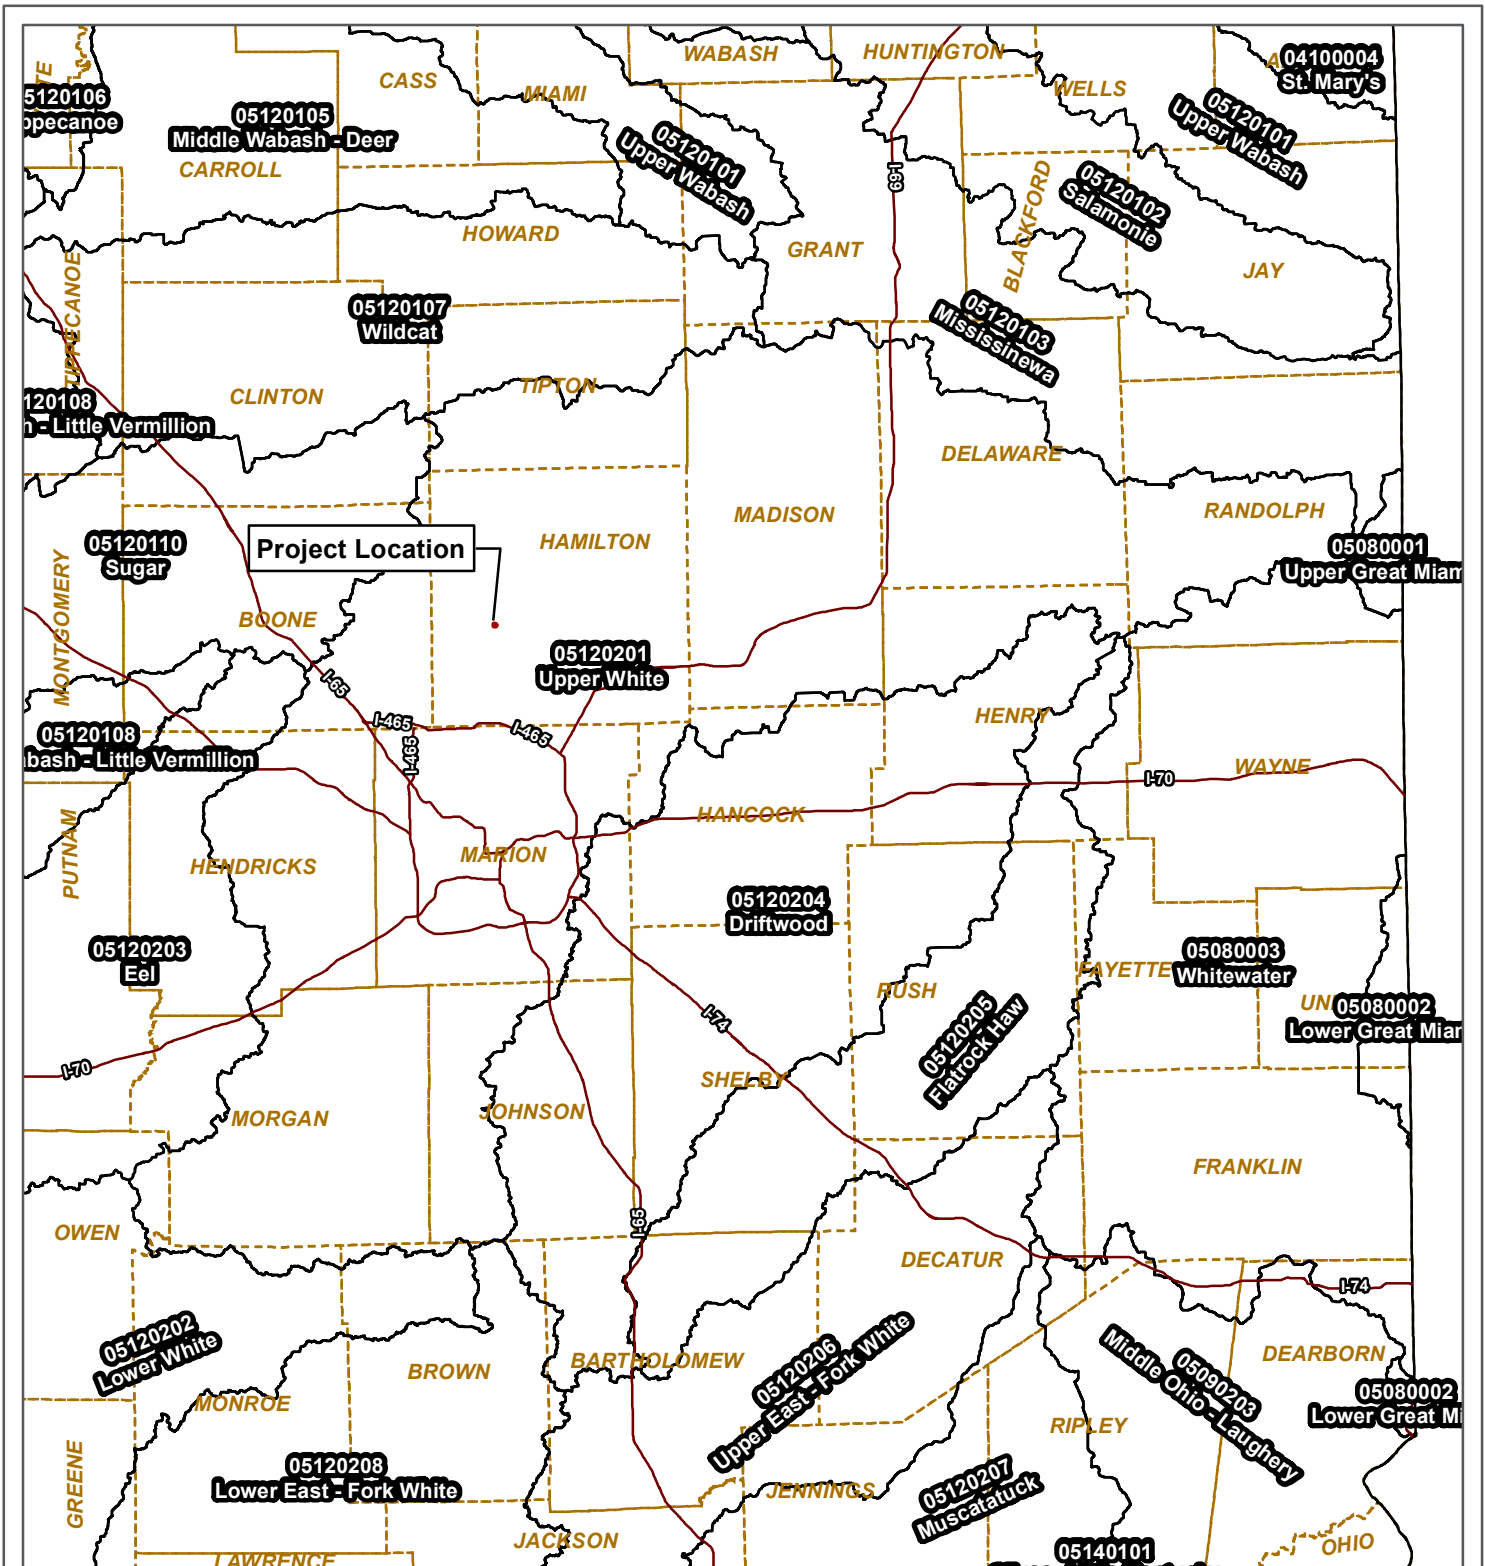 WABASH
HUNTINGTON
CASS
MIAMI
WELLS
04100004
St. Mary's
TE
5120106
ppecanoe
05120105
Middle Wabash - Deer
CARROLL
05120101
Upper Wabash
05120101
Upper Wabash
I-69
05120102
Salamonie
BLACKFORD
HOWARD
GRANT
JAY
TIPPECANOE
05120107
Wildcat
05120103
Mississinewa
CLINTON
TIPTON
120108
h - Little Vermillion
DELAWARE
MADISON
RANDOLPH
05120110
Sugar
Project Location
HAMILTON
05080001
Upper Great Miam
MONTGOMERY
BOONE
05120201
Upper White
I-65
I-465
I-465
I-465
HENRY
05120108
abash - Little Vermillion
WAYNE
I-70
HANCOCK
PUTNAM
HENDRICKS
MARION
05120204
Driftwood
05120203
Eel
05080003
Whitewater
FAYETTE
RUSH
UN
05080002
Lower Great Miam
05120205
Flatrock Haw
I-74
I-70
SHELBY
MORGAN
JOHNSON
FRANKLIN
OWEN
I-65
DECATUR
I-74
05120202
Lower White
BROWN
BARTHOLOMEW
05120206
Upper East - Fork White
05090203
Middle Ohio - Laughery
DEARBORN
05080002
Lower Great Mi
MONROE
RIPLEY
GREENE
05120208
Lower East - Fork White
JENNINGS
05120207
Muscatatuck
JACKSON
05140101
OHIO
LAWRENCE